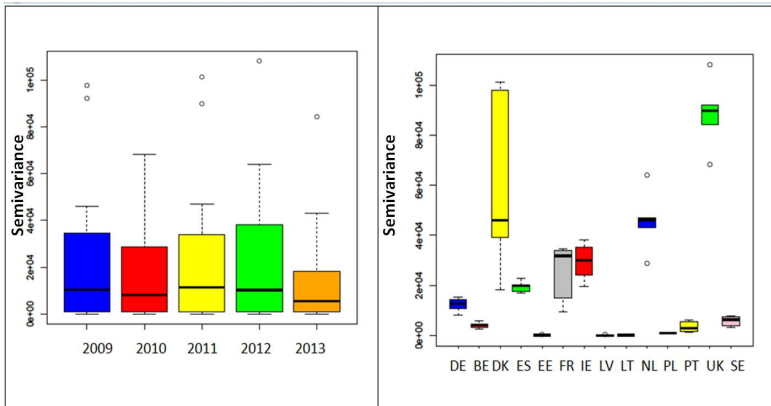 Semivariance
0e+00 2e+04 4e+04 6e+04 8e+04 1e+05
2009 2010 2011 2012 2013
Semivariance
0e+00 2e+04 4e+04 6e+04 8e+04 1e+05
DE BE DK ES EE FR IE LV LT NL PL PT UK SE